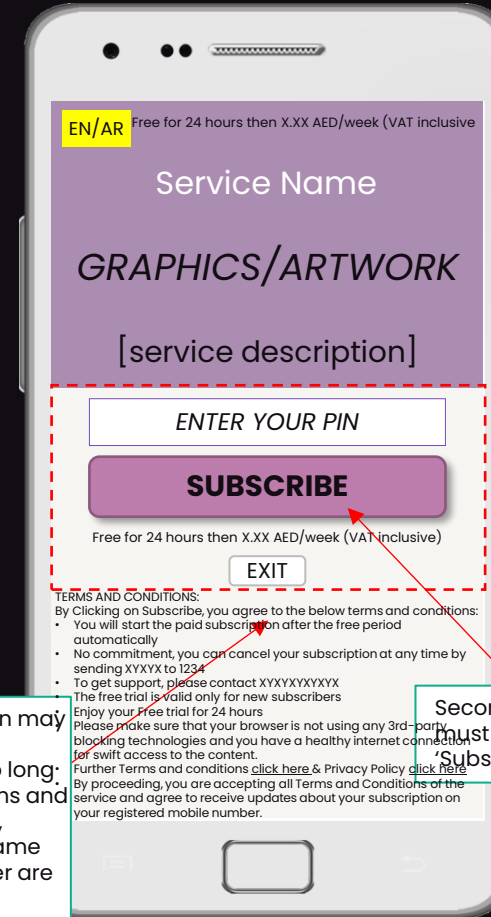 EN/AR
Free for 24 hours then X.XX AED/week (VAT inclusive
Service Name
GRAPHICS/ARTWORK
[service description]
ENTER YOUR PIN
SUBSCRIBE
Free for 24 hours then X.XX AED/week (VAT inclusive)
EXIT
TERMS AND CONDITIONS:
By Clicking on Subscribe, you agree to the below terms and conditions:
• You will start the paid subscription after the free period
automatically
• No commitment, you can cancel your subscription at any time by
sending XYXYX to 1234
• To get support, please contact XYXYXYXYXYX
• The free trial is valid only for new subscribers
• Enjoy your Free trial for 24 hours
• Please make sure that your browser is not using any 3rd-party
blocking technologies and you have a healthy internet connection
for swift access to the content.
• Further Terms and conditions click here & Privacy Policy click here
• By proceeding, you are accepting all Terms and Conditions of the
service and agree to receive updates about your subscription on
your registered mobile number.
may
long
and
ame
er are
must